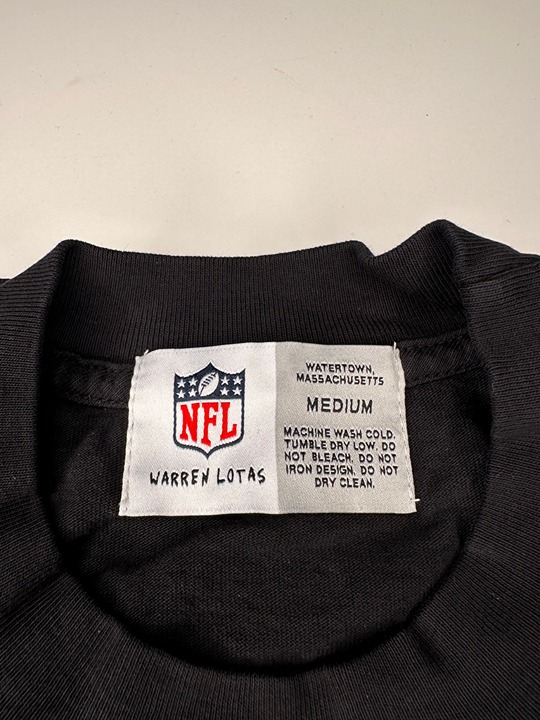 NFL
WARREN LOTAS
WATERTOWN,
MASSACHUSETTS
MEDIUM
MACHINE WASH COLD.
TUMBLE DRY LOW. DO
NOT BLEACH. DO NOT
IRON DESIGN. DO NOT
DRY CLEAN.